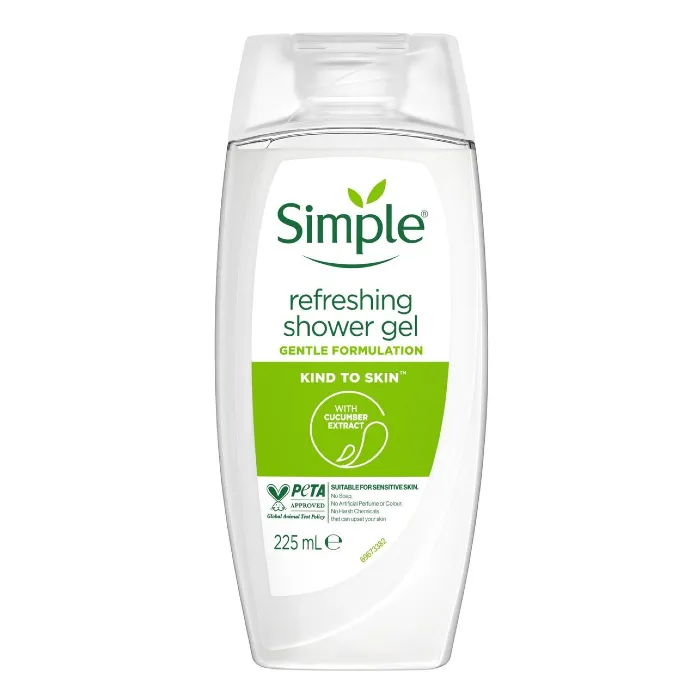 Simple®
refreshing
shower gel
GENTLE FORMULATION
KIND TO SKIN™
WITH
CUCUMBER
EXTRACT
PETA
APPROVED
Global Animal Test Policy
SUITABLE FOR SENSITIVE SKIN.
No Soap,
No Artificial Perfume or Colour.
No Harsh Chemicals
that can upset your skin
225 mL ℮
69673382